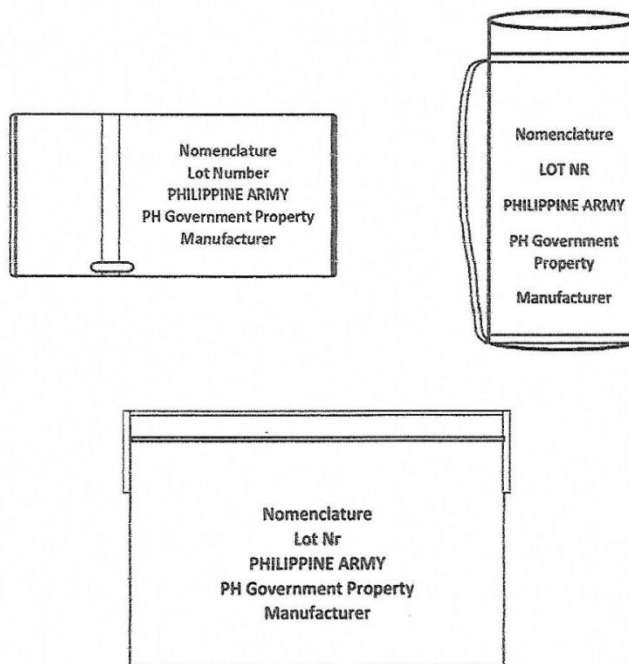 Nomenclature
Lot Number
PHILIPPINE ARMY
PH Government Property
Manufacturer
Nomenclature
LOT NR
PHILIPPINE ARMY
PH Government
Property
Manufacturer
Nomenclature
Lot Nr
PHILIPPINE ARMY
PH Government Property
Manufacturer